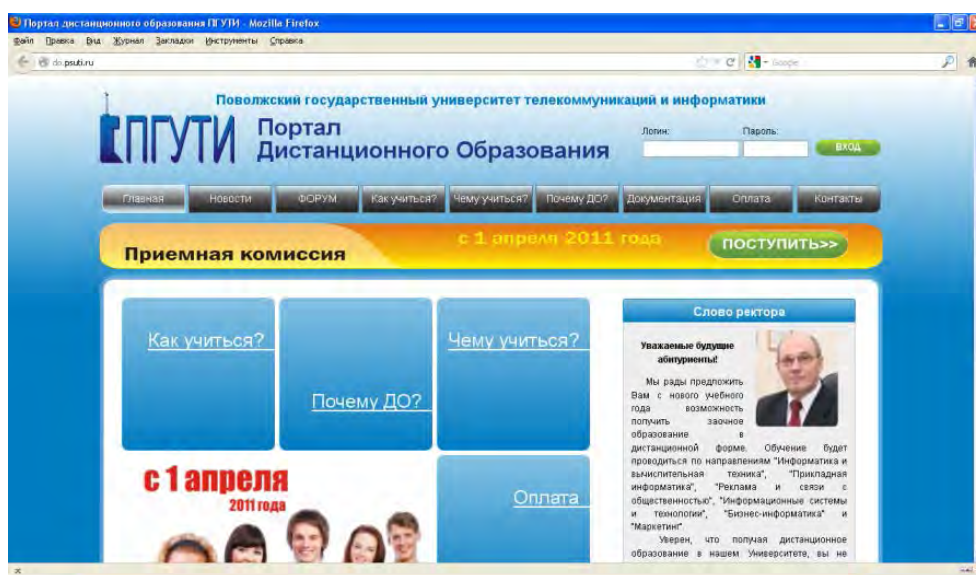 Портал дистанционного образования ПГУТИ - Mozilla Firefox
Файл Правка Вид Журнал Закладки Инструменты Справка
do.psuti.ru
Google
Поволжский государственный университет телекоммуникаций и информатики
ПГУТИ
Портал
Дистанционного Образования
Логин: Пароль:
ВХОД
Главная Новости ФОРУМ Как учиться? Чему учиться? Почему ДО? Документация Оплата Контакты
Приемная комиссия
с 1 апреля 2011 года
ПОСТУПИТЬ>>
Как учиться?
Почему ДО?
Чему учиться?
с 1 апреля
2011 года
Оплата
Слово ректора
Уважаемые будущие
абитуриенты!
Мы рады предложить
Вам с нового учебного
года возможность
получить заочное
образование в
дистанционной форме. Обучение будет
проводиться по направлениям "Информатика и
вычислительная техника", "Прикладная
информатика", "Реклама и связи с
общественностью", "Информационные системы
и технологии", "Бизнес-информатика" и
"Маркетинг".
Уверен, что получая дистанционное
образование в нашем Университете, вы не